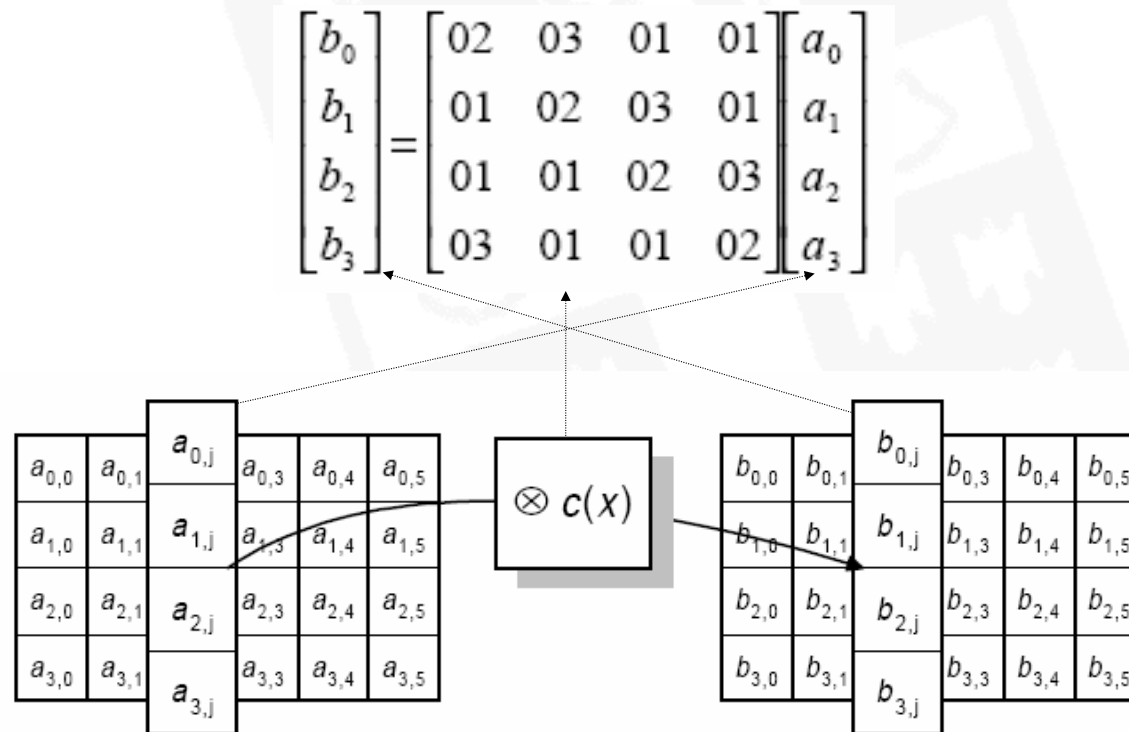 [b₀] = [02 03 01 01] [a₀]
[b₁] [01 02 03 01] [a₁]
[b₂] [01 01 02 03] [a₂]
[b₃] [03 01 01 02] [a₃]
a₀,₀ a₀,₁ a₀,j a₀,₃ a₀,₄ a₀,₅
a₁,₀ a₁,₁ a₁,j a₁,₃ a₁,₄ a₁,₅
a₂,₀ a₂,₁ a₂,j a₂,₃ a₂,₄ a₂,₅
a₃,₀ a₃,₁ a₃,j a₃,₃ a₃,₄ a₃,₅
⊗ c(x)
b₀,₀ b₀,₁ b₀,j b₀,₃ b₀,₄ b₀,₅
b₁,₀ b₁,₁ b₁,j b₁,₃ b₁,₄ b₁,₅
b₂,₀ b₂,₁ b₂,j b₂,₃ b₂,₄ b₂,₅
b₃,₀ b₃,₁ b₃,j b₃,₃ b₃,₄ b₃,₅